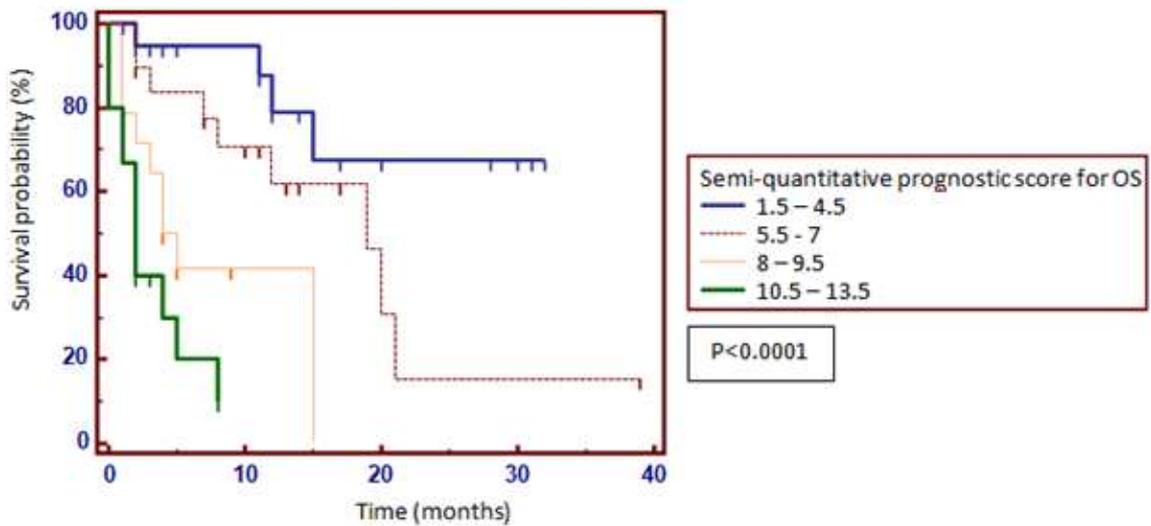 Survival probability (%)
100
80
60
40
20
0
0 10 20 30 40
Time (months)
Semi-quantitative prognostic score for OS
1.5 – 4.5
5.5 - 7
8 – 9.5
10.5 – 13.5
P<0.0001